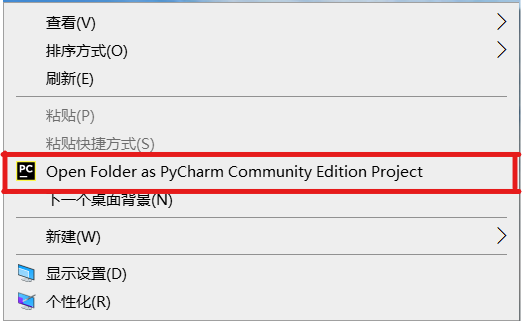 查看(V)
排序方式(O)
刷新(E)
粘贴(P)
粘贴快捷方式(S)
PC
Open Folder as PyCharm Community Edition Project
下一个桌面背景(N)
新建(W)
显示设置(D)
个性化(R)